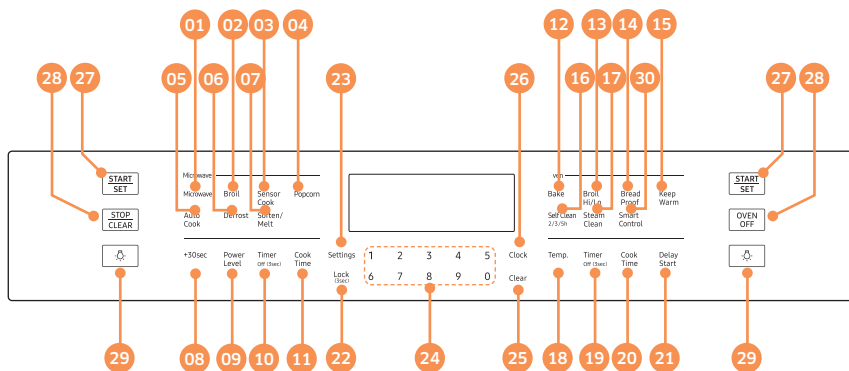 01 02 03 04
12 13 14 15
05 06 07
16 17 30
28 27
23
26
27 28
Microwave
ven
START
SET
STOP
CLEAR
Microwave Broil Sensor
Cook Popcorn
Auto
Cook Defrost Soften/
Melt
+30sec Power
Level Timer
Off (3sec) Cook
Time
Settings
Lock
(3sec)
1 2 3 4 5
6 7 8 9 0
Clock
Clear
Bake Broil
Hi/Lo Bread
Proof Keep
Warm
Self Clean
2/3/5h Steam
Clean Smart
Control
Temp. Timer
Off (3sec) Cook
Time Delay
Start
START
SET
OVEN
OFF
29 08 09 10 11 22 24 25 18 19 20 21 29